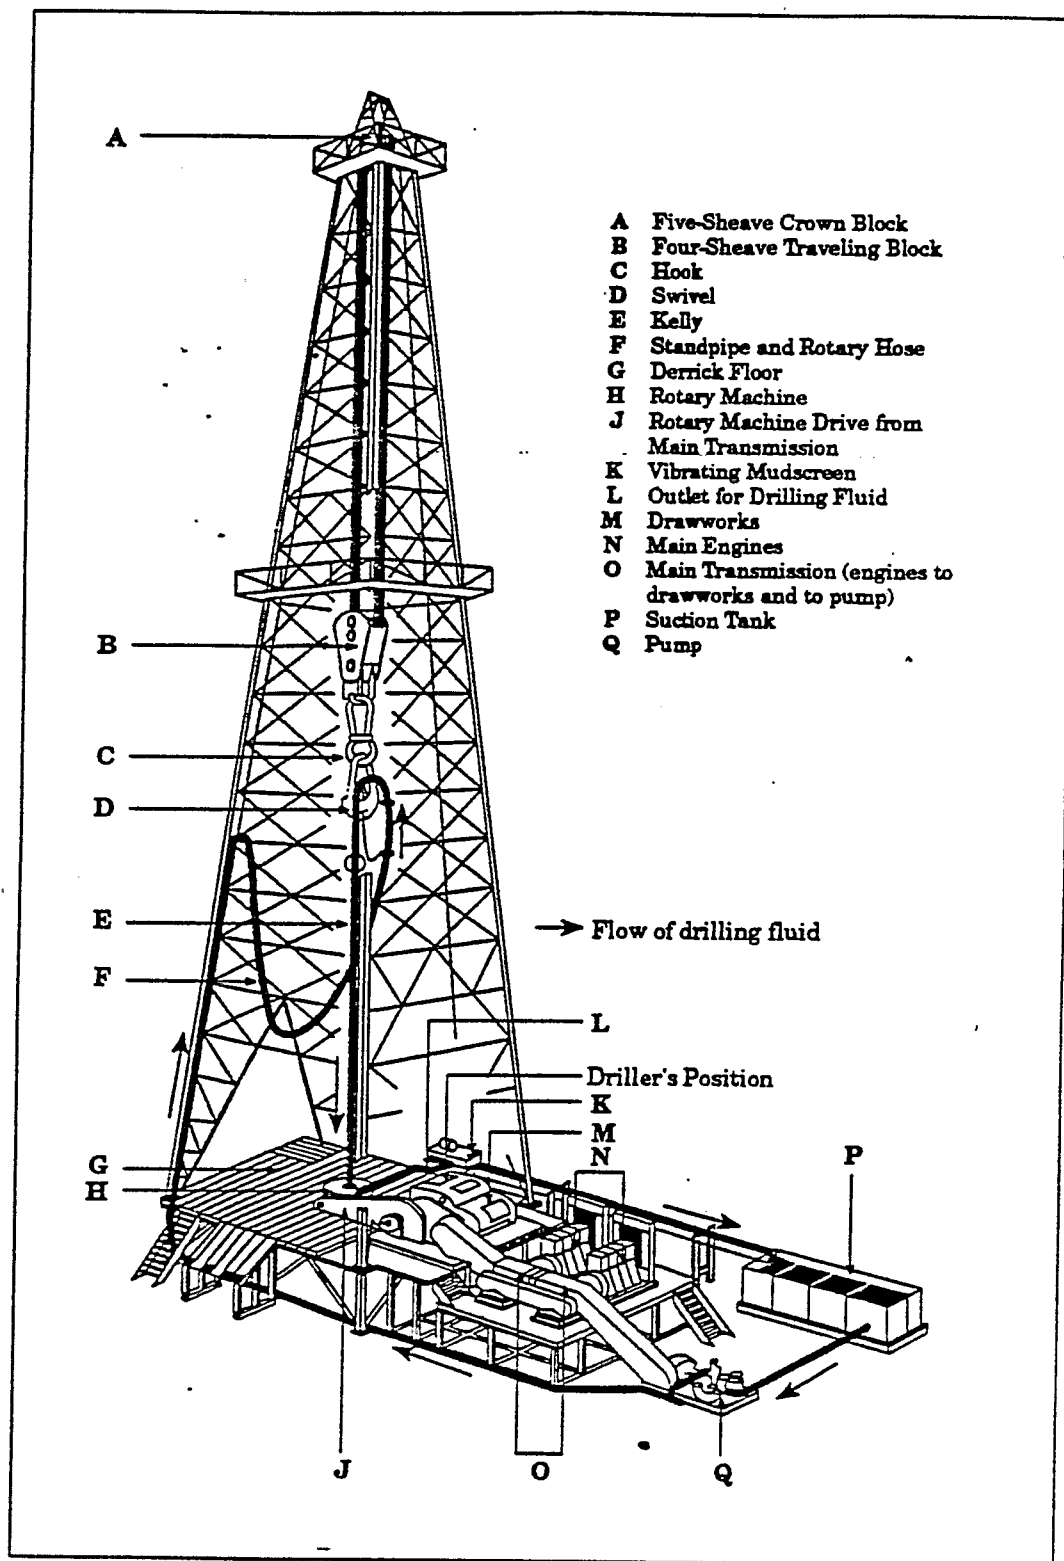 A
A Five-Sheave Crown Block
B Four-Sheave Traveling Block
C Hook
D Swivel
E Kelly
F Standpipe and Rotary Hose
G Derrick Floor
H Rotary Machine
J Rotary Machine Drive from
Main Transmission
K Vibrating Mudscreen
L Outlet for Drilling Fluid
M Drawworks
N Main Engines
O Main Transmission (engines to
drawworks and to pump)
P Suction Tank
Q Pump
B
C
D
E
Flow of drilling fluid
F
L
Driller's Position
K
M
N
P
G
H
J
O
Q